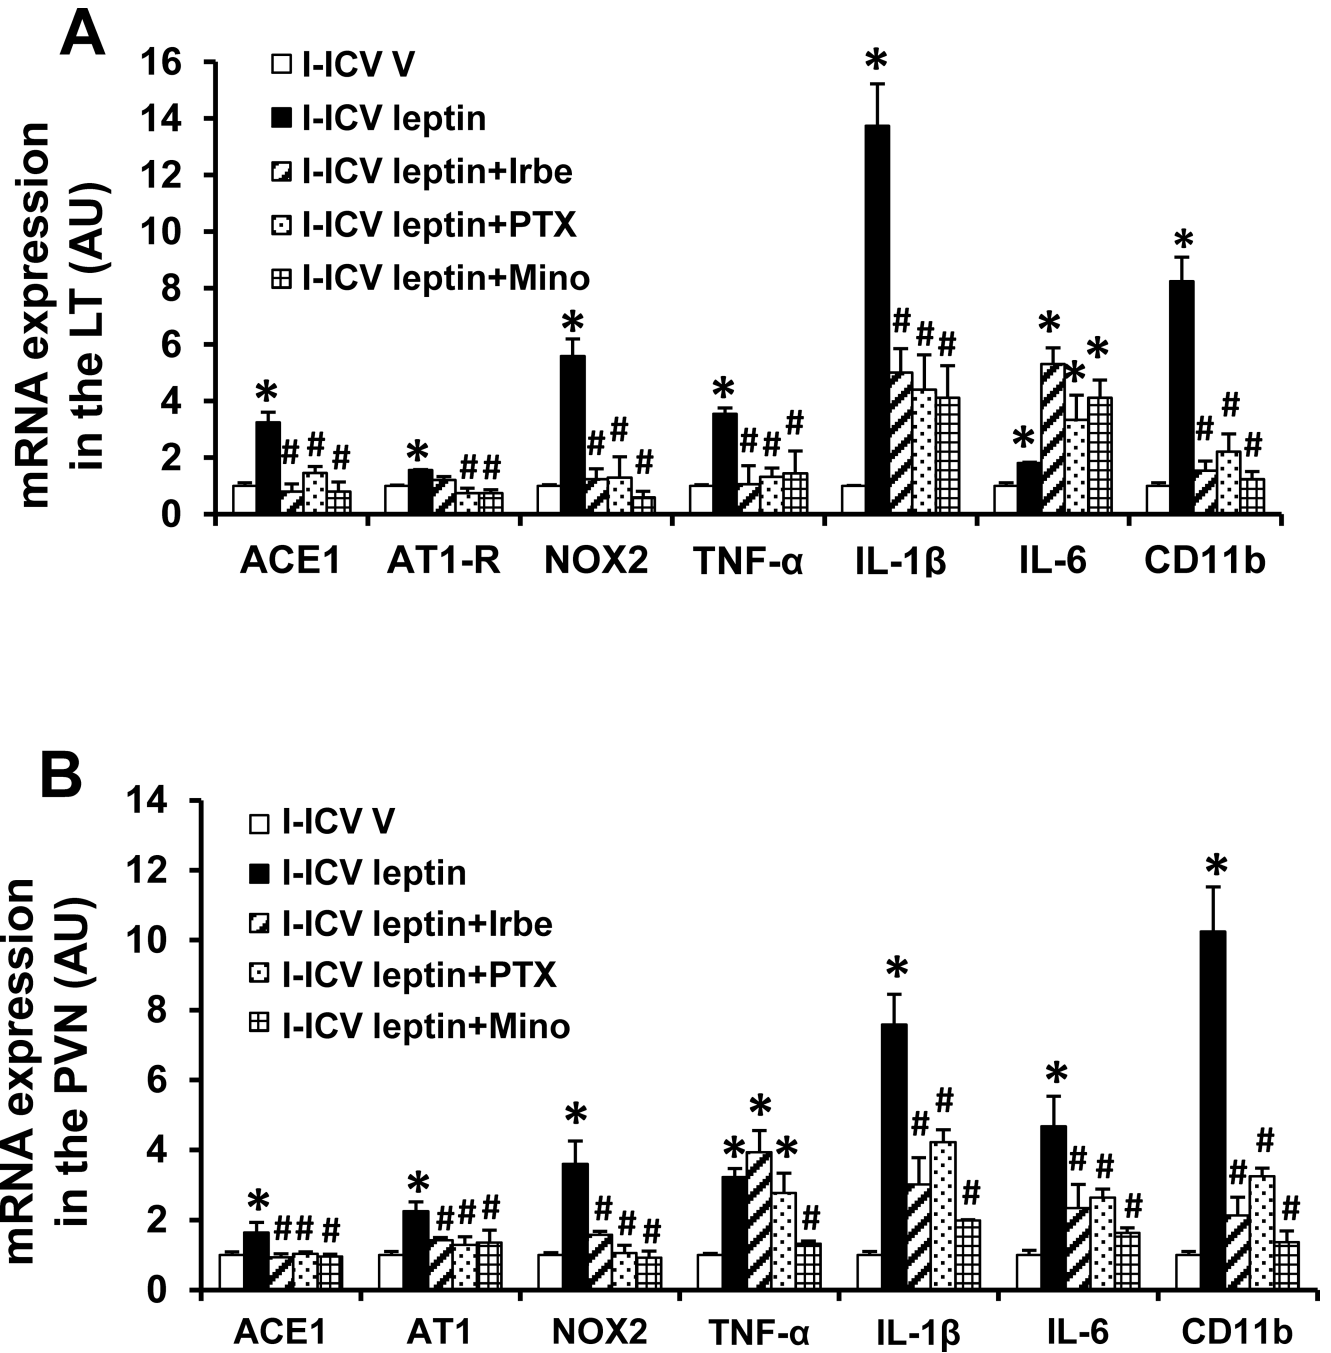 A
mRNA expression
in the LT (AU)
16
14
12
10
8
6
4
2
0
I-ICV V
I-ICV leptin
I-ICV leptin+Irbe
I-ICV leptin+PTX
I-ICV leptin+Mino
* # # #
* # #
* # # #
* # # #
* # # #
* * * *
* # # #
ACE1 AT1-R NOX2 TNF-α IL-1β IL-6 CD11b
B
mRNA expression
in the PVN (AU)
14
12
10
8
6
4
2
0
I-ICV V
I-ICV leptin
I-ICV leptin+Irbe
I-ICV leptin+PTX
I-ICV leptin+Mino
* # # #
* # # #
* # # #
* * * #
* # # #
* # # #
* # # #
ACE1 AT1 NOX2 TNF-α IL-1β IL-6 CD11b